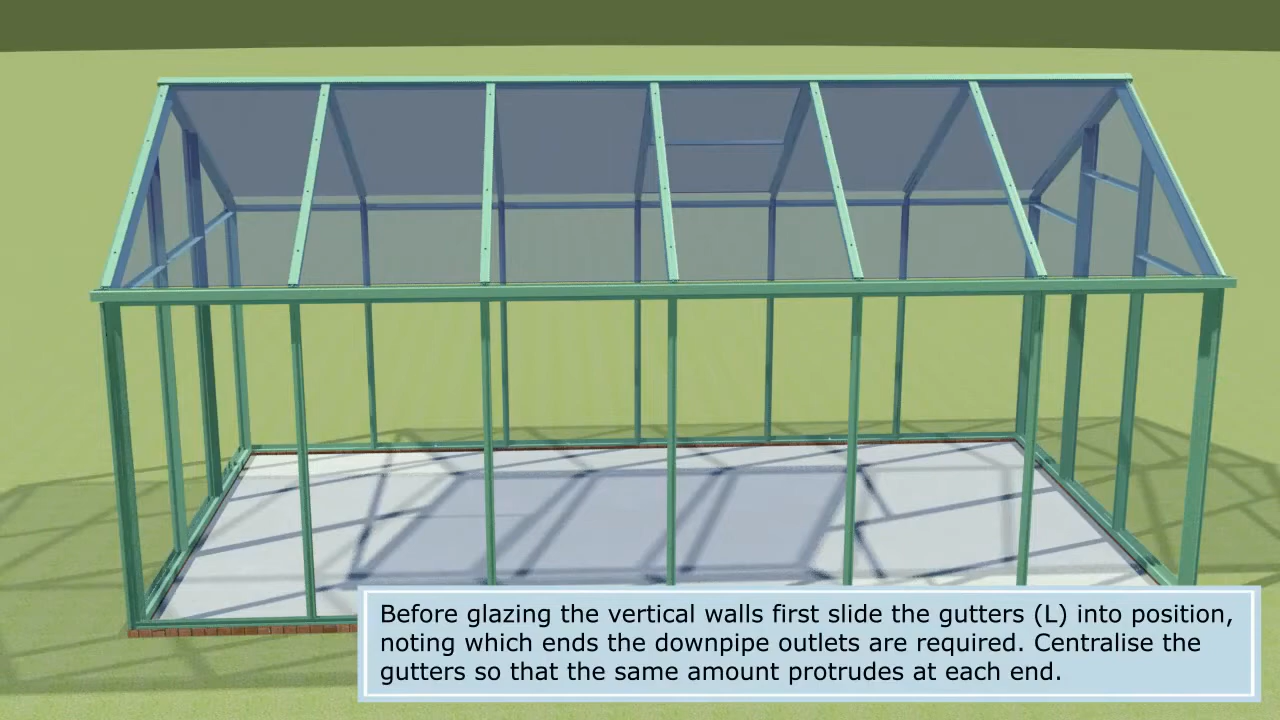 Before glazing the vertical walls first slide the gutters (L) into position,
noting which ends the downpipe outlets are required. Centralise the
gutters so that the same amount protrudes at each end.